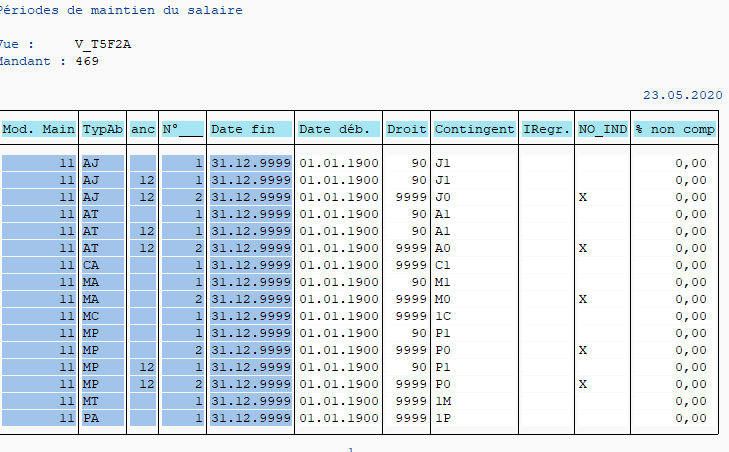 Périodes de maintien du salaire
Vue : V_T5F2A
Mandant : 469
23.05.2020
Mod. Main TypAb anc N°___ Date fin Date déb. Droit Contingent IRegr. NO_IND % non comp
11 AJ 1 31.12.9999 01.01.1900 90 J1 0,00
11 AJ 12 1 31.12.9999 01.01.1900 90 J1 0,00
11 AJ 12 2 31.12.9999 01.01.1900 9999 J0 X 0,00
11 AT 1 31.12.9999 01.01.1900 90 A1 0,00
11 AT 12 1 31.12.9999 01.01.1900 90 A1 0,00
11 AT 12 2 31.12.9999 01.01.1900 9999 A0 X 0,00
11 CA 1 31.12.9999 01.01.1900 9999 C1 0,00
11 MA 1 31.12.9999 01.01.1900 90 M1 0,00
11 MA 2 31.12.9999 01.01.1900 9999 M0 X 0,00
11 MC 1 31.12.9999 01.01.1900 9999 1C 0,00
11 MP 1 31.12.9999 01.01.1900 90 P1 0,00
11 MP 2 31.12.9999 01.01.1900 9999 P0 X 0,00
11 MP 12 1 31.12.9999 01.01.1900 90 P1 0,00
11 MP 12 2 31.12.9999 01.01.1900 9999 P0 X 0,00
11 MT 1 31.12.9999 01.01.1900 9999 1M 0,00
11 PA 1 31.12.9999 01.01.1900 9999 1P 0,00